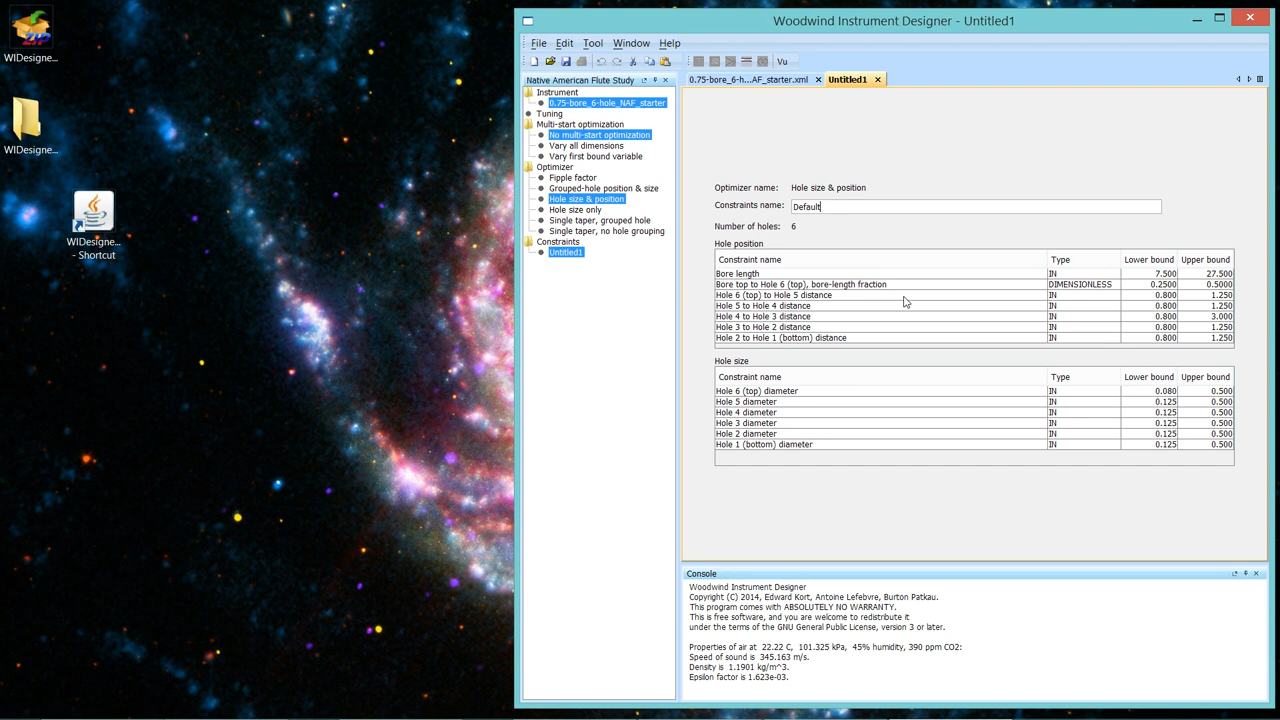 WIDesigne...
WIDesigne...
WIDesigne...
- Shortcut
Woodwind Instrument Designer - Untitled1
File Edit Tool Window Help
Vu
Native American Flute Study
Instrument
0.75-bore_6-hole_NAF_starter
Tuning
Multi-start optimization
No multi-start optimization
Vary all dimensions
Vary first bound variable
Optimizer
Fipple factor
Grouped-hole position & size
Hole size & position
Hole size only
Single taper, grouped hole
Single taper, no hole grouping
Constraints
Untitled1
0.75-bore_6-h...AF_starter.xml Untitled1
Optimizer name: Hole size & position
Constraints name: Default
Number of holes: 6
Hole position
Constraint name Type Lower bound Upper bound
Bore length IN 7.500 27.500
Bore top to Hole 6 (top), bore-length fraction DIMENSIONLESS 0.2500 0.5000
Hole 6 (top) to Hole 5 distance IN 0.800 1.250
Hole 5 to Hole 4 distance IN 0.800 1.250
Hole 4 to Hole 3 distance IN 0.800 3.000
Hole 3 to Hole 2 distance IN 0.800 1.250
Hole 2 to Hole 1 (bottom) distance IN 0.800 1.250
Hole size
Constraint name Type Lower bound Upper bound
Hole 6 (top) diameter IN 0.080 0.500
Hole 5 diameter IN 0.125 0.500
Hole 4 diameter IN 0.125 0.500
Hole 3 diameter IN 0.125 0.500
Hole 2 diameter IN 0.125 0.500
Hole 1 (bottom) diameter IN 0.125 0.500
Console
Woodwind Instrument Designer
Copyright (C) 2014, Edward Kort, Antoine Lefebvre, Burton Patkau.
This program comes with ABSOLUTELY NO WARRANTY.
This is free software, and you are welcome to redistribute it
under the terms of the GNU General Public License, version 3 or later.
Properties of air at 22.22 C, 101.325 kPa, 45% humidity, 390 ppm CO2:
Speed of sound is 345.163 m/s.
Density is 1.1901 kg/m^3.
Epsilon factor is 1.623e-03.